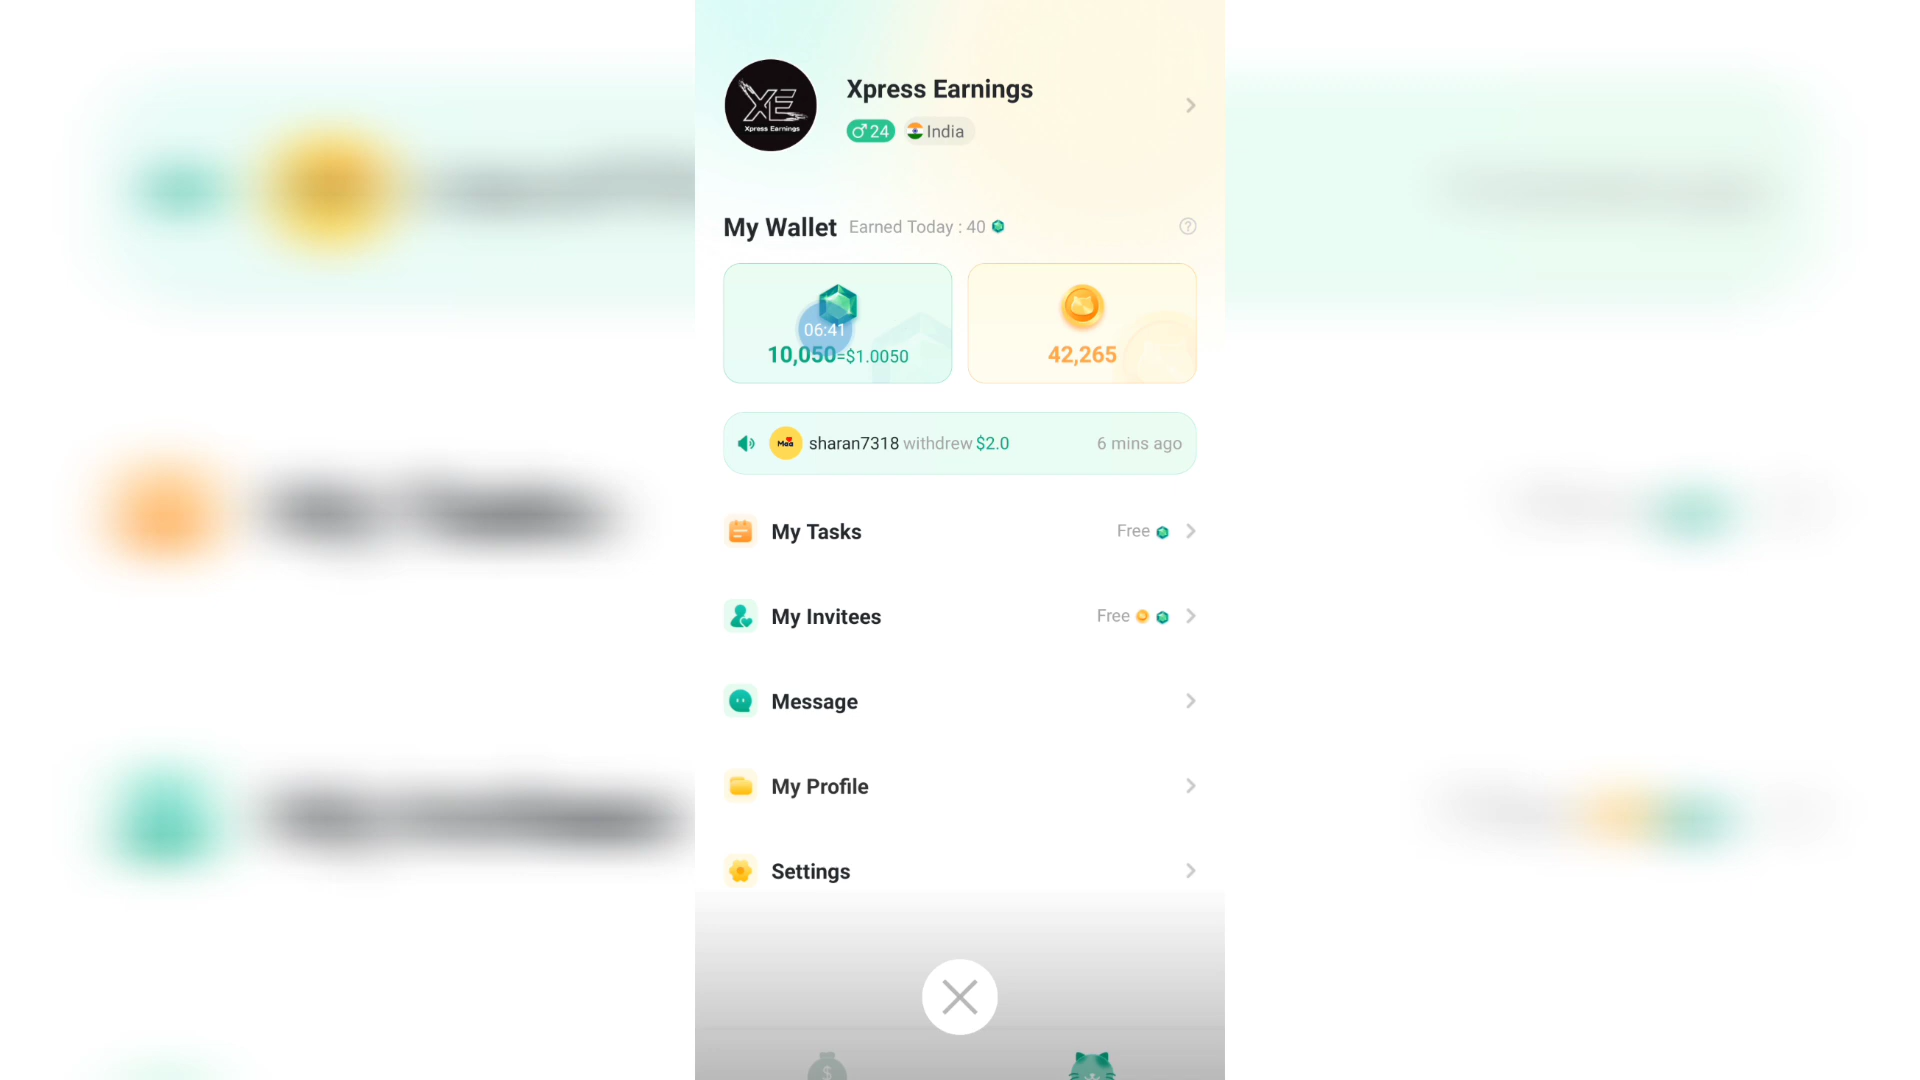 XE
Xpress Earnings
Xpress Earnings
24
India
My Wallet Earned Today : 40
06:41
10,050=$1.0050
42,265
Maa sharan7318 withdrew $2.0 6 mins ago
My Tasks Free
My Invitees Free
Message
My Profile
Settings
$